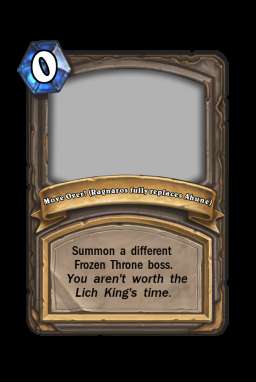 0
Move Over! (Ragnaros fully replaces Ahune)
Summon a different
Frozen Throne boss.
You aren't worth the
Lich King's time.